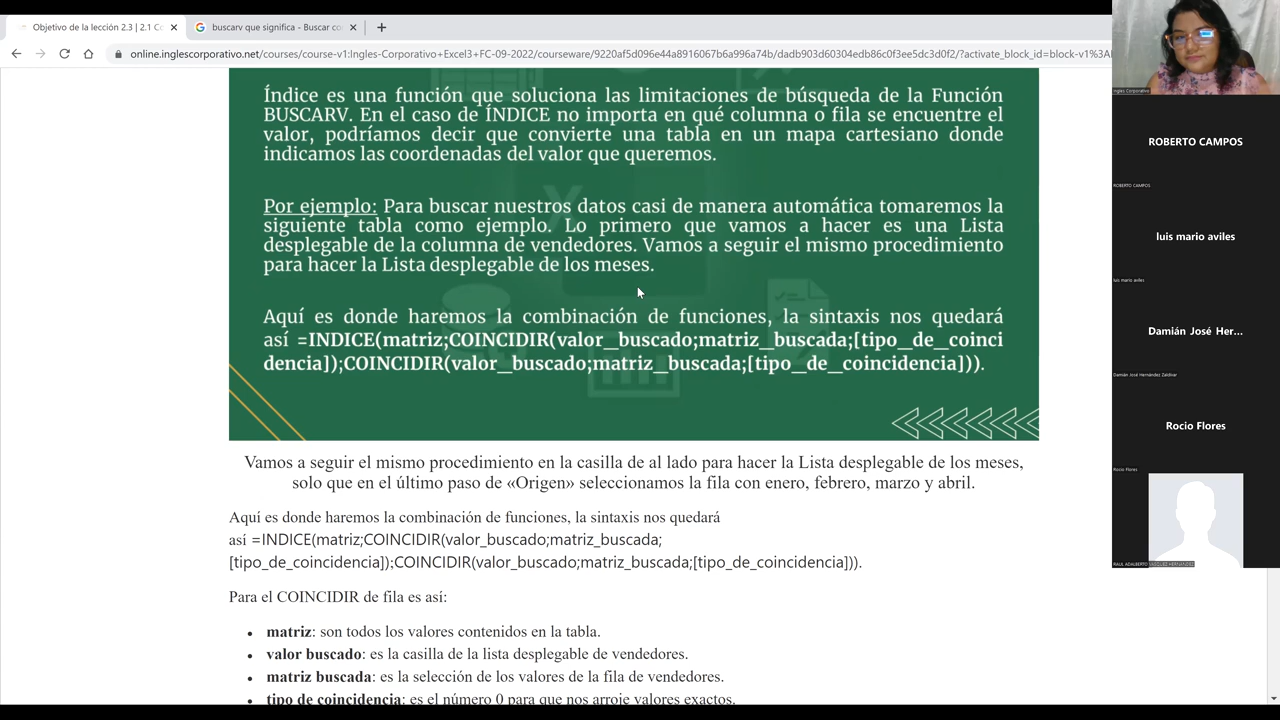 Objetivo de la lección 2.3 | 2.1 Co
buscarv que significa - Buscar co
online.inglescorporativo.net/courses/course-v1:Ingles-Corporativo+Excel3+FC-09-2022/courseware/9220af5d096e44a8916067b6a996a74b/dadb903d60304edb86c0f3ee5dc3d0f2/?activate_block_id=block-v1%3AI
Índice es una función que soluciona las limitaciones de búsqueda de la Función
BUSCARV. En el caso de ÍNDICE no importa en qué columna o fila se encuentre el
valor, podríamos decir que convierte una tabla en un mapa cartesiano donde
indicamos las coordenadas del valor que queremos.
Por ejemplo: Para buscar nuestros datos casi de manera automática tomaremos la
siguiente tabla como ejemplo. Lo primero que vamos a hacer es una Lista
desplegable de la columna de vendedores. Vamos a seguir el mismo procedimiento
para hacer la Lista desplegable de los meses.
Aquí es donde haremos la combinación de funciones, la sintaxis nos quedará
así =INDICE(matriz;COINCIDIR(valor_buscado;matriz_buscada;[tipo_de_coinci
dencia]);COINCIDIR(valor_buscado;matriz_buscada;[tipo_de_coincidencia])).
Vamos a seguir el mismo procedimiento en la casilla de al lado para hacer la Lista desplegable de los meses,
solo que en el último paso de «Origen» seleccionamos la fila con enero, febrero, marzo y abril.
Aquí es donde haremos la combinación de funciones, la sintaxis nos quedará
así =INDICE(matriz;COINCIDIR(valor_buscado;matriz_buscada;
[tipo_de_coincidencia]);COINCIDIR(valor_buscado;matriz_buscada;[tipo_de_coincidencia])).
Para el COINCIDIR de fila es así:
• matriz: son todos los valores contenidos en la tabla.
• valor buscado: es la casilla de la lista desplegable de vendedores.
• matriz buscada: es la selección de los valores de la fila de vendedores.
• tipo de coincidencia: es el número 0 para que nos arroje valores exactos.
Ingles Corporativo
ROBERTO CAMPOS
ROBERTO CAMPOS
luis mario aviles
luis mario aviles
Damián José Her...
Damián José Hernández Zaldívar
Rocio Flores
Rocio Flores
RAUL ADALBERTO VASQUEZ HERNANDEZ